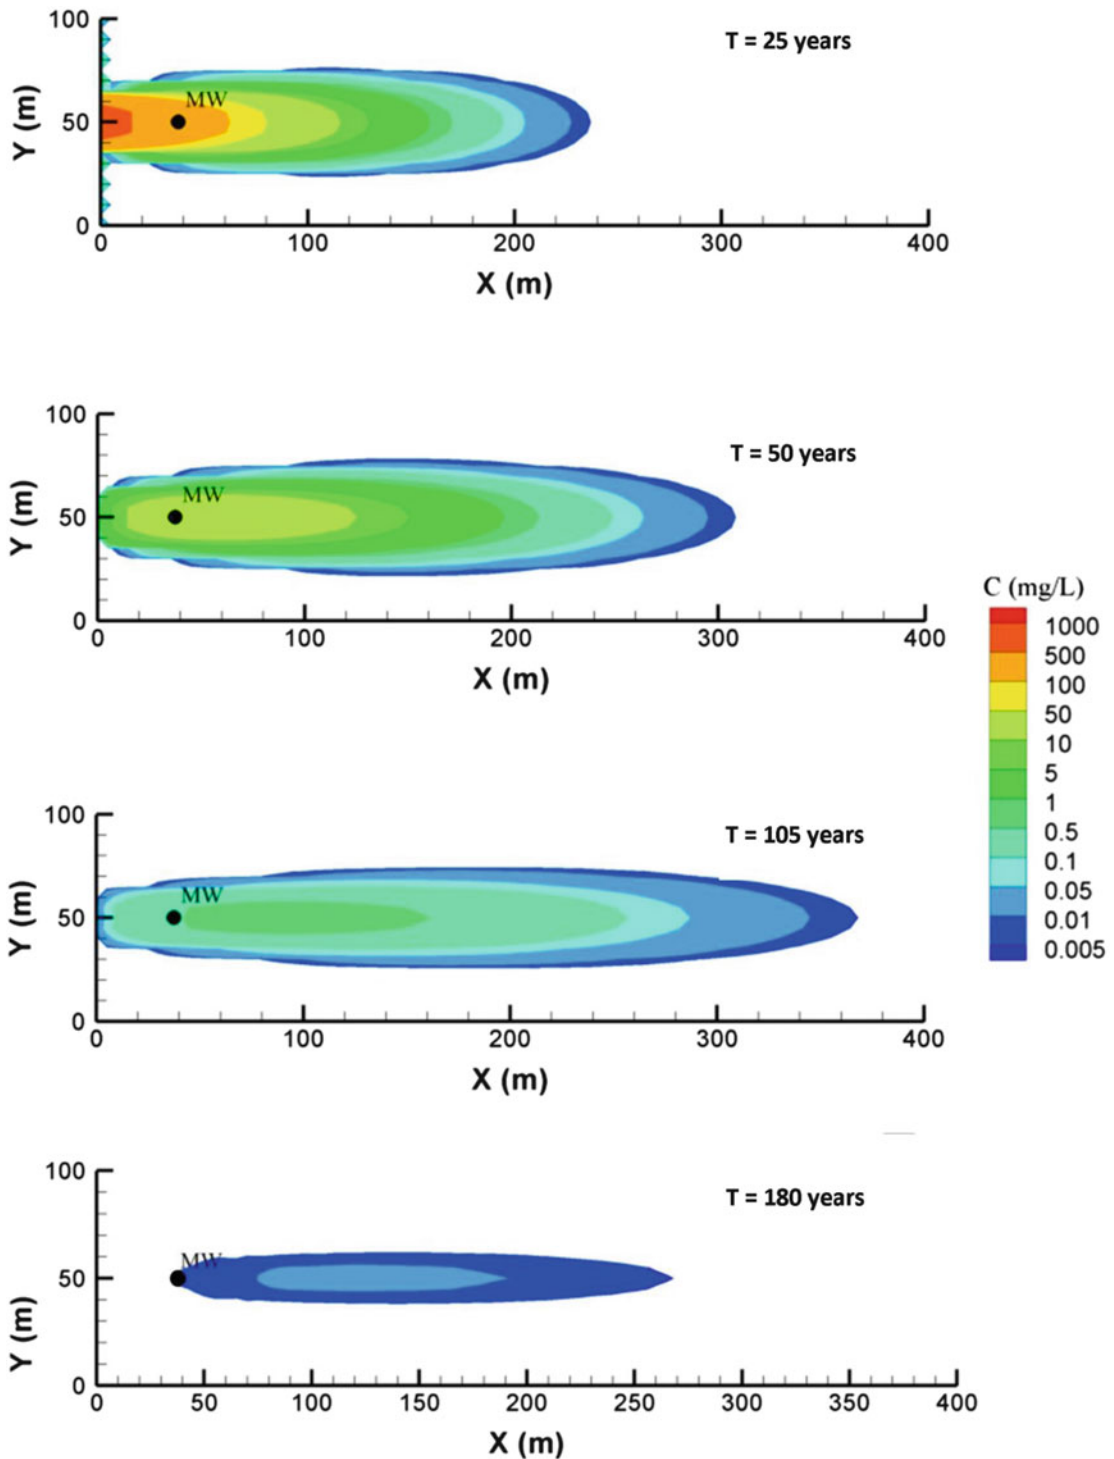 100
T = 25 years
Y (m)
MW
50
0
0 100 200 300 400
X (m)
100
T = 50 years
Y (m)
MW
50
0
0 100 200 300 400
X (m)
C (mg/L)
1000
500
100
50
10
5
1
0.5
0.1
0.05
0.01
0.005
100
T = 105 years
Y (m)
MW
50
0
0 100 200 300 400
X (m)
100
T = 180 years
Y (m)
MW
50
0
0 50 100 150 200 250 300 350 400
X (m)